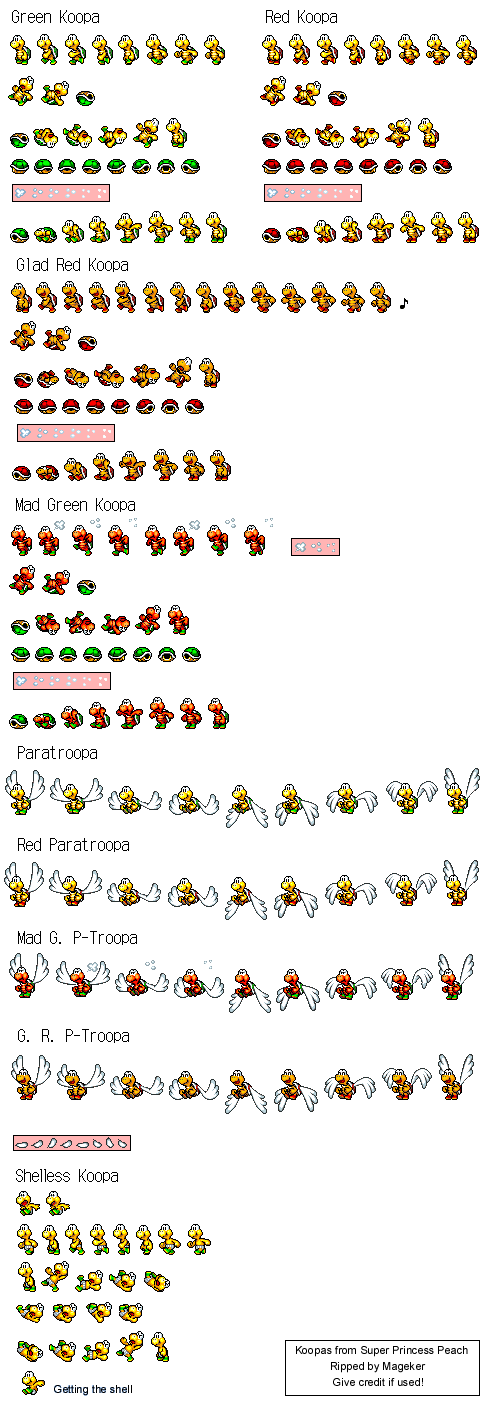 Green Koopa
Red Koopa
Glad Red Koopa
Mad Green Koopa
Paratroopa
Red Paratroopa
Mad G. P-Troopa
G. R. P-Troopa
Shelless Koopa
Getting the shell
Koopas from Super Princess Peach
Ripped by Mageker
Give credit if used!